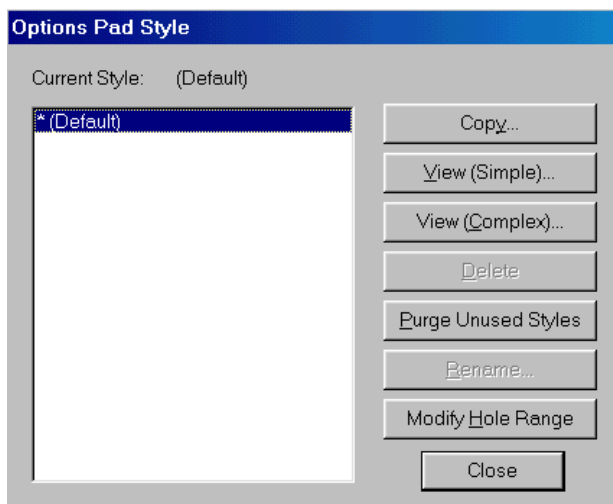 Options Pad Style
Current Style: (Default)
* (Default)
Copy...
View (Simple)...
View (Complex)...
Delete
Purge Unused Styles
Rename...
Modify Hole Range
Close